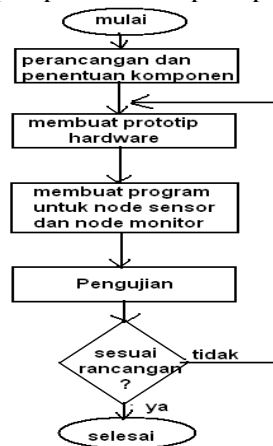 mulai
perancangan dan
penentuan komponen
membuat prototip
hardware
membuat program
untuk node sensor
dan node monitor
Pengujian
sesuai
rancangan
?
tidak
ya
selesai